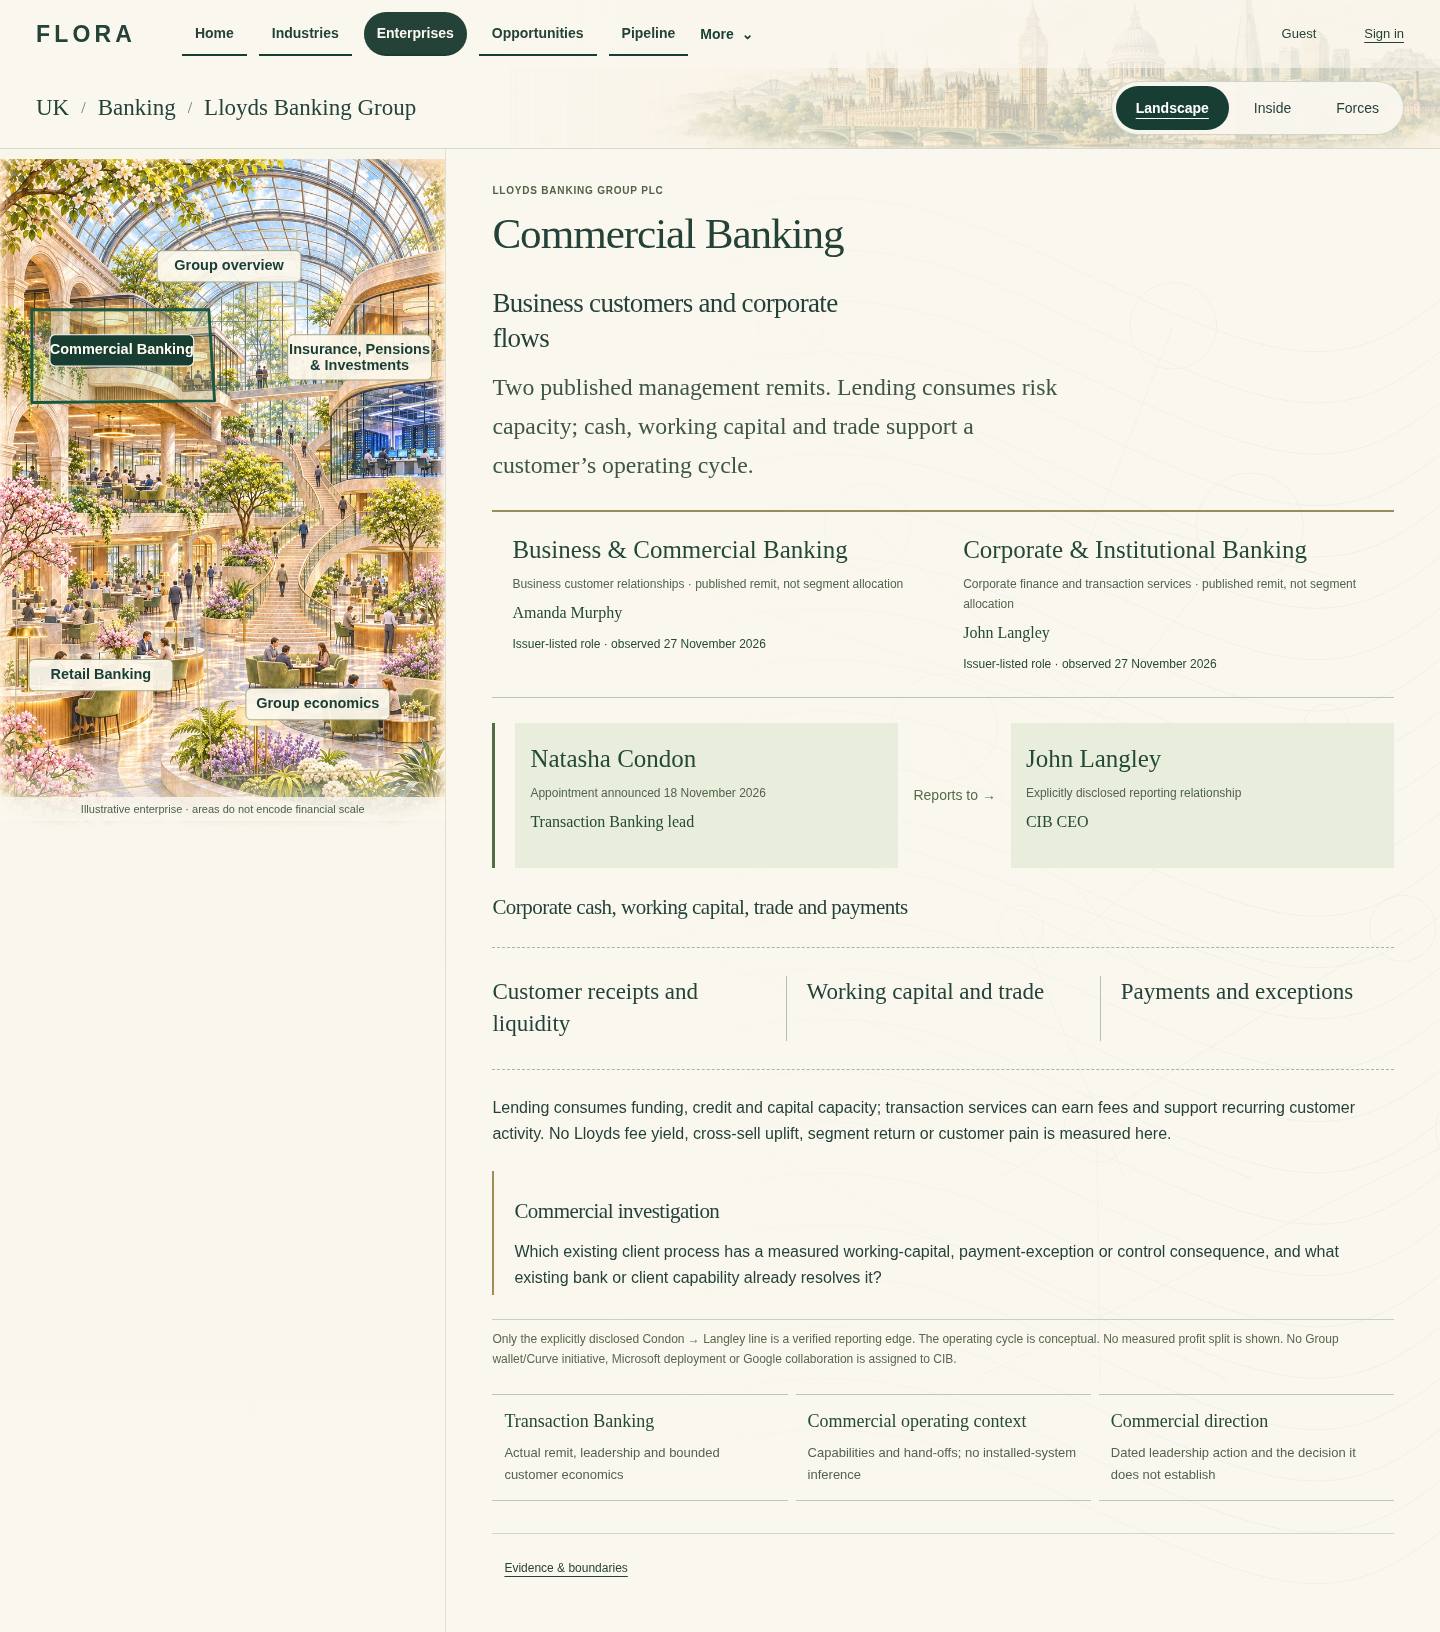 FLORA
Home
Industries
Enterprises
Opportunities
Pipeline
More
Guest
Sign in
UK / Banking / Lloyds Banking Group
Landscape
Inside
Forces
Group overview
Commercial Banking
Insurance, Pensions
& Investments
Retail Banking
Group economics
Illustrative enterprise · areas do not encode financial scale
LLOYDS BANKING GROUP PLC
Commercial Banking
Business customers and corporate
flows
Two published management remits. Lending consumes risk
capacity; cash, working capital and trade support a
customer’s operating cycle.
Business & Commercial Banking
Business customer relationships · published remit, not segment allocation
Amanda Murphy
Issuer-listed role · observed 27 November 2026
Corporate & Institutional Banking
Corporate finance and transaction services · published remit, not segment
allocation
John Langley
Issuer-listed role · observed 27 November 2026
Natasha Condon
Appointment announced 18 November 2026
Transaction Banking lead
Reports to →
John Langley
Explicitly disclosed reporting relationship
CIB CEO
Corporate cash, working capital, trade and payments
Customer receipts and
liquidity
Working capital and trade
Payments and exceptions
Lending consumes funding, credit and capital capacity; transaction services can earn fees and support recurring customer
activity. No Lloyds fee yield, cross-sell uplift, segment return or customer pain is measured here.
Commercial investigation
Which existing client process has a measured working-capital, payment-exception or control consequence, and what
existing bank or client capability already resolves it?
Only the explicitly disclosed Condon → Langley line is a verified reporting edge. The operating cycle is conceptual. No measured profit split is shown. No Group
wallet/Curve initiative, Microsoft deployment or Google collaboration is assigned to CIB.
Transaction Banking
Actual remit, leadership and bounded
customer economics
Commercial operating context
Capabilities and hand-offs; no installed-system
inference
Commercial direction
Dated leadership action and the decision it
does not establish
Evidence & boundaries